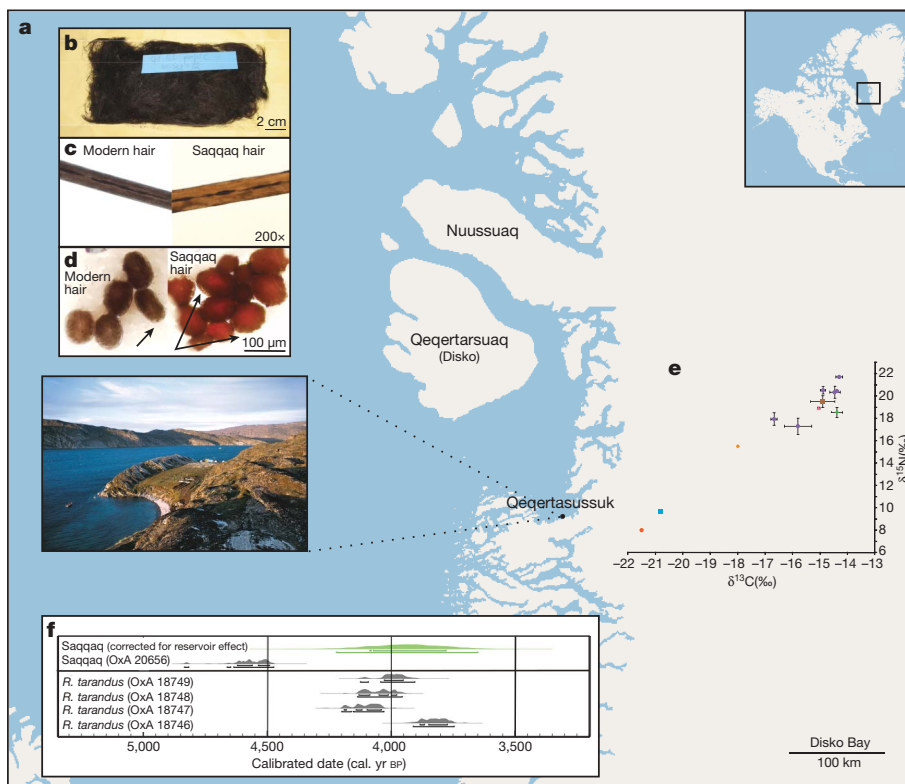 a
b
2 cm
c
Modern hair
Saqqaq hair
200×
d
Modern
hair
Saqqaq
hair
100 μm
Nuussuaq
Qeqertarsuaq
(Disko)
Qeqertasussuk
e
22
20
18
16
14
12
10
8
6
δ15N(‰)
–22 –21 –20 –19 –18 –17 –16 –15 –14 –13
δ13C(‰)
f
Saqqaq (corrected for reservoir effect)
Saqqaq (OxA 20656)
R. tarandus (OxA 18749)
R. tarandus (OxA 18748)
R. tarandus (OxA 18747)
R. tarandus (OxA 18746)
5,000 4,500 4,000 3,500
Calibrated date (cal. yr BP)
Disko Bay
100 km